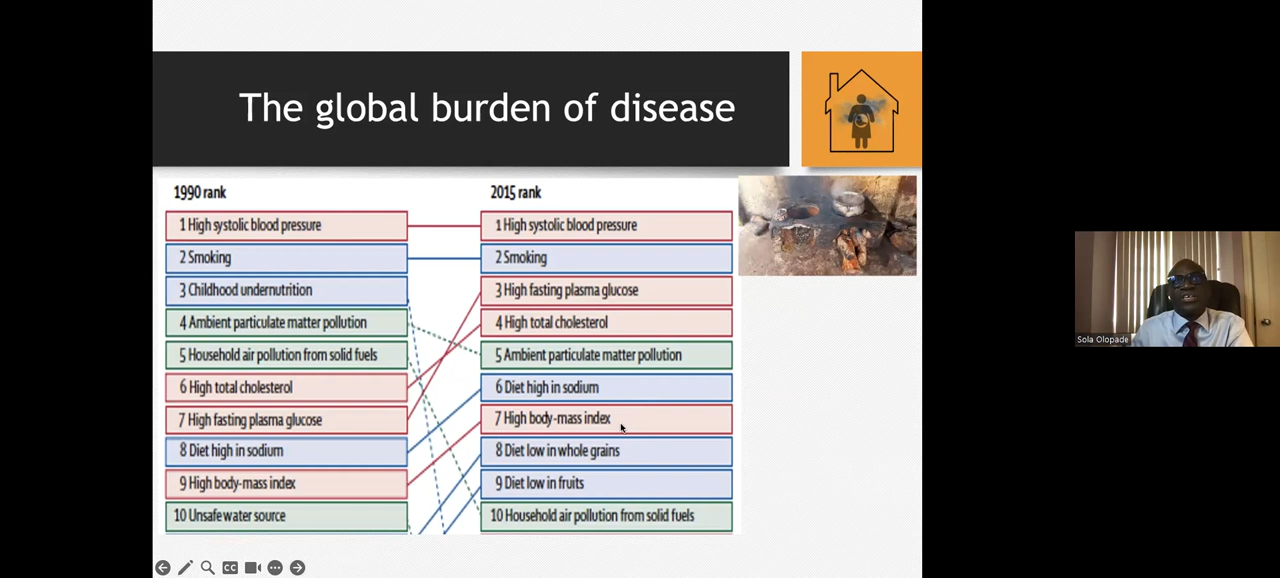 The global burden of disease
1990 rank
1 High systolic blood pressure
2 Smoking
3 Childhood undernutrition
4 Ambient particulate matter pollution
5 Household air pollution from solid fuels
6 High total cholesterol
7 High fasting plasma glucose
8 Diet high in sodium
9 High body-mass index
10 Unsafe water source
2015 rank
1 High systolic blood pressure
2 Smoking
3 High fasting plasma glucose
4 High total cholesterol
5 Ambient particulate matter pollution
6 Diet high in sodium
7 High body-mass index
8 Diet low in whole grains
9 Diet low in fruits
10 Household air pollution from solid fuels
Sola Olopade
CC